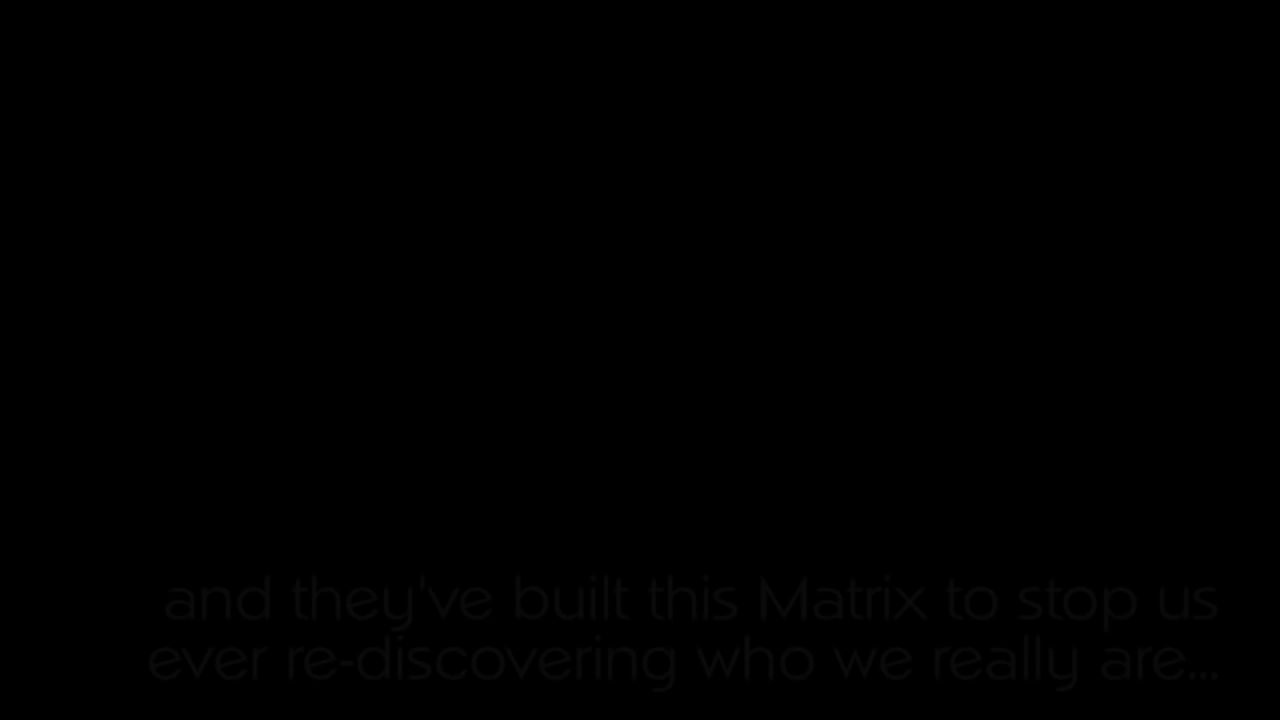 and they've built this Matrix to stop us
ever re-discovering who we really are...